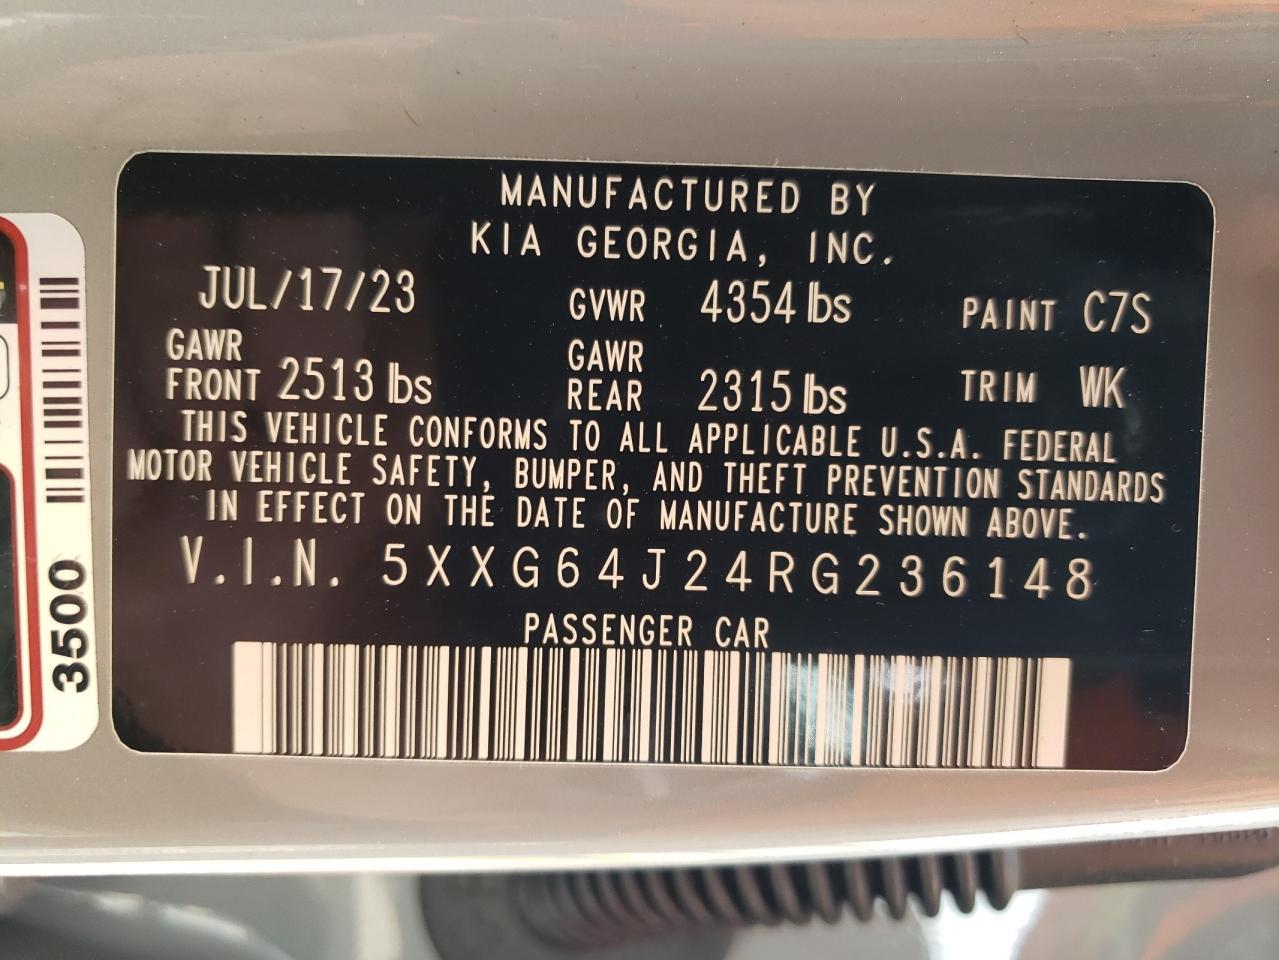 MANUFACTURED BY
KIA GEORGIA, INC.
JUL/17/23 GVWR 4354 lbs PAINT C7S
GAWR FRONT 2513 lbs GAWR REAR 2315 lbs TRIM WK
THIS VEHICLE CONFORMS TO ALL APPLICABLE U.S.A. FEDERAL
MOTOR VEHICLE SAFETY, BUMPER, AND THEFT PREVENTION STANDARDS
IN EFFECT ON THE DATE OF MANUFACTURE SHOWN ABOVE.
V.I.N. 5XXG64J24RG236148
PASSENGER CAR
3500